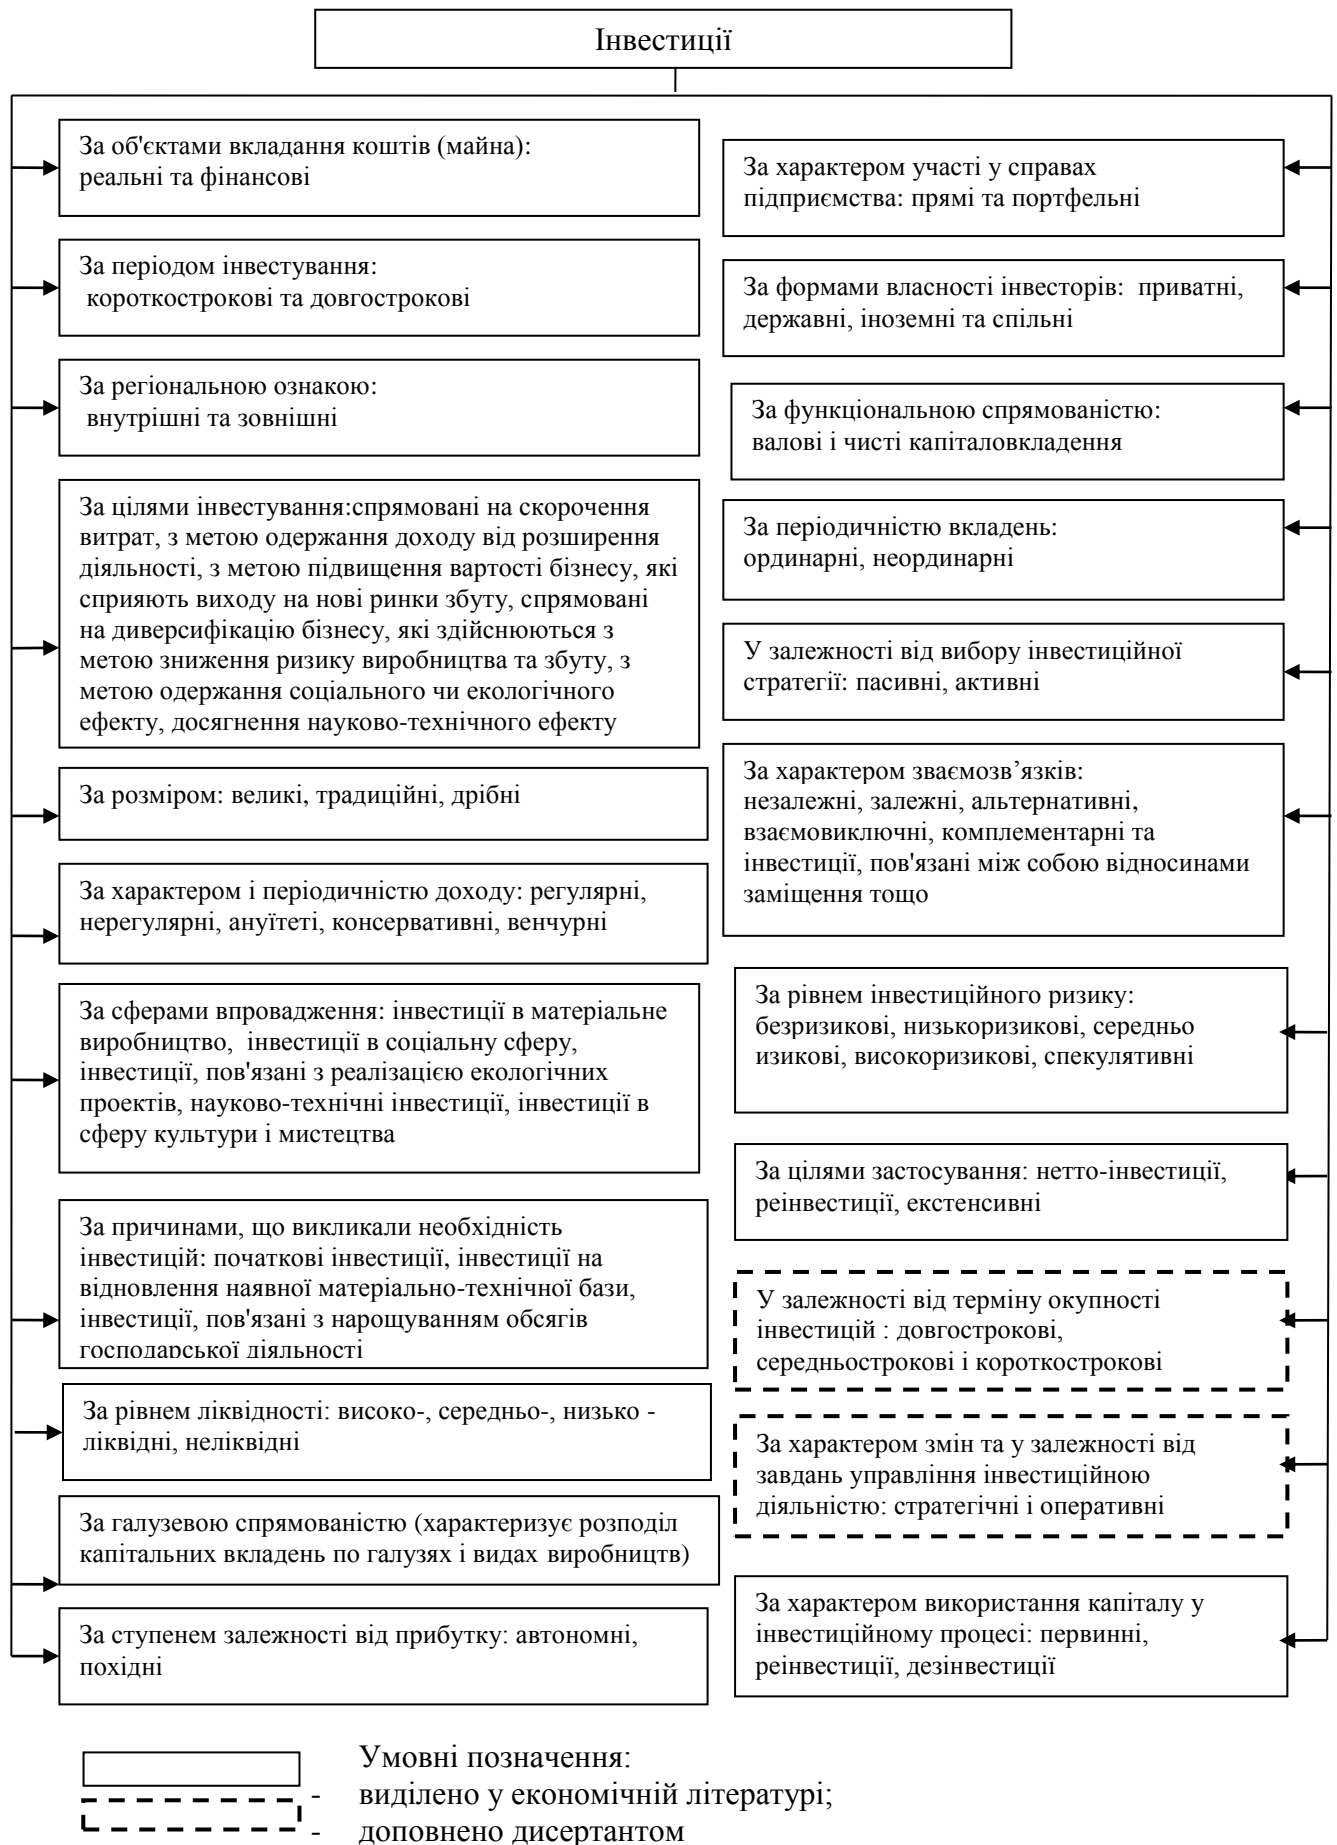 Інвестиції
За об'єктами вкладання коштів (майна):
реальні та фінансові
За періодом інвестування:
короткострокові та довгострокові
За регіональною ознакою:
внутрішні та зовнішні
За цілями інвестування:спрямовані на скорочення
витрат, з метою одержання доходу від розширення
діяльності, з метою підвищення вартості бізнесу, які
сприяють виходу на нові ринки збуту, спрямовані
на диверсифікацію бізнесу, які здійснюються з
метою зниження ризику виробництва та збуту, з
метою одержання соціального чи екологічного
ефекту, досягнення науково-технічного ефекту
За розміром: великі, традиційні, дрібні
За характером і періодичністю доходу: регулярні,
нерегулярні, ануїтеті, консервативні, венчурні
За сферами впровадження: інвестиції в матеріальне
виробництво, інвестиції в соціальну сферу,
інвестиції, пов'язані з реалізацією екологічних
проектів, науково-технічні інвестиції, інвестиції в
сферу культури і мистецтва
За причинами, що викликали необхідність
інвестицій: початкові інвестиції, інвестиції на
відновлення наявної матеріально-технічної бази,
інвестиції, пов'язані з нарощуванням обсягів
господарської діяльності
За рівнем ліквідності: високо-, середньо-, низько -
ліквідні, неліквідні
За галузевою спрямованістю (характеризує розподіл
капітальних вкладень по галузях і видах виробництв)
За ступенем залежності від прибутку: автономні,
похідні
За характером участі у справах
підприємства: прямі та портфельні
За формами власності інвесторів: приватні,
державні, іноземні та спільні
За функціональною спрямованістю:
валові і чисті капіталовкладення
За періодичністю вкладень:
ординарні, неординарні
У залежності від вибору інвестиційної
стратегії: пасивні, активні
За характером зваємозв’язків:
незалежні, залежні, альтернативні,
взаємовиключні, комплементарні та
інвестиції, пов'язані між собою відносинами
заміщення тощо
За рівнем інвестиційного ризику:
безризикові, низькоризикові, середньо
изикові, високоризикові, спекулятивні
За цілями застосування: нетто-інвестиції,
реінвестиції, екстенсивні
У залежності від терміну окупності
інвестицій : довгострокові,
середньострокові і короткострокові
За характером змін та у залежності від
завдань управління інвестиційною
діяльністю: стратегічні і оперативні
За характером використання капіталу у
інвестиційному процесі: первинні,
реінвестиції, дезінвестиції
Умовні позначення:
- виділено у економічній літературі;
- доповнено дисертантом